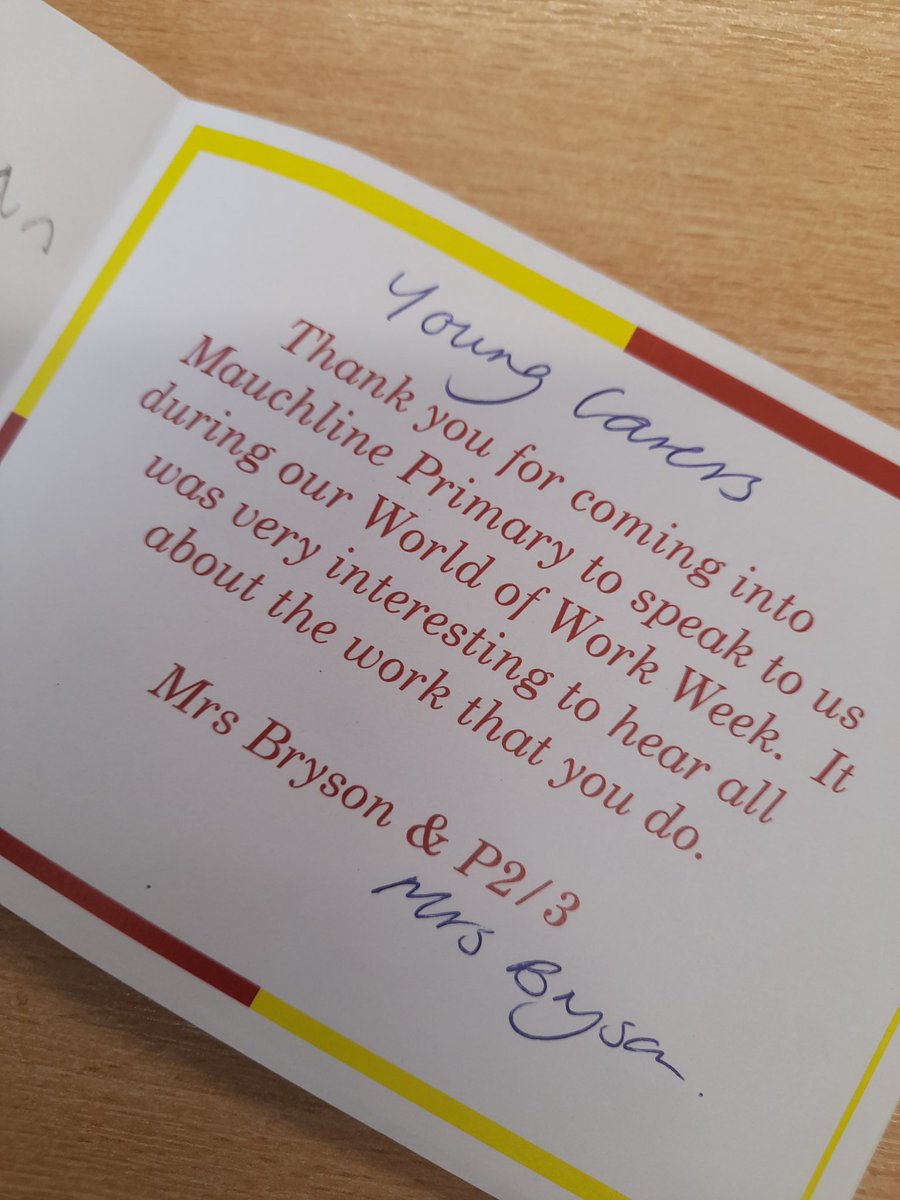 Young Carers
Thank you for coming into
Mauchline Primary to speak to us
during our World of Work Week.  It
was very interesting to hear all
about the work that you do.
Mrs Bryson & P2/3
Mrs Bryson.